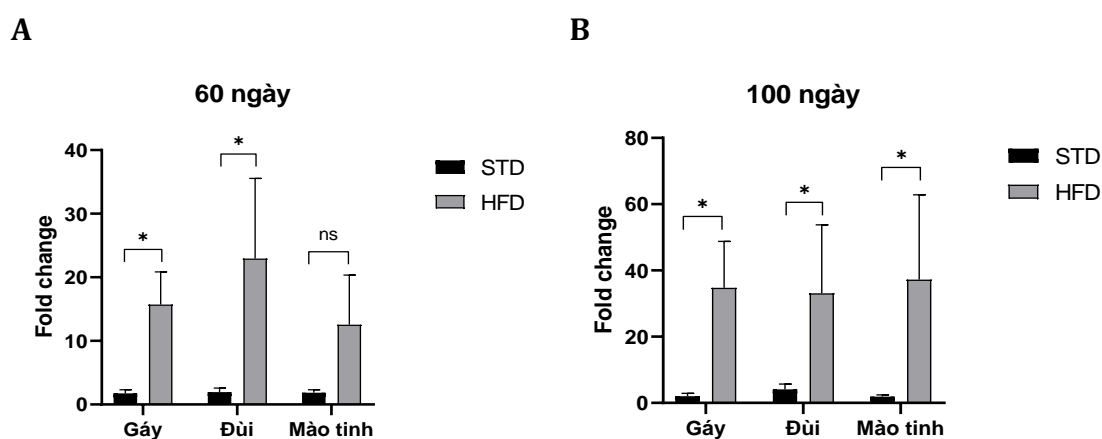 A
60 ngày
Fold change
40
30
20
10
0
*
*
ns
Gáy
Đùi
Mào tinh
STD
HFD
B
100 ngày
Fold change
80
60
40
20
0
*
*
*
Gáy
Đùi
Mào tinh
STD
HFD